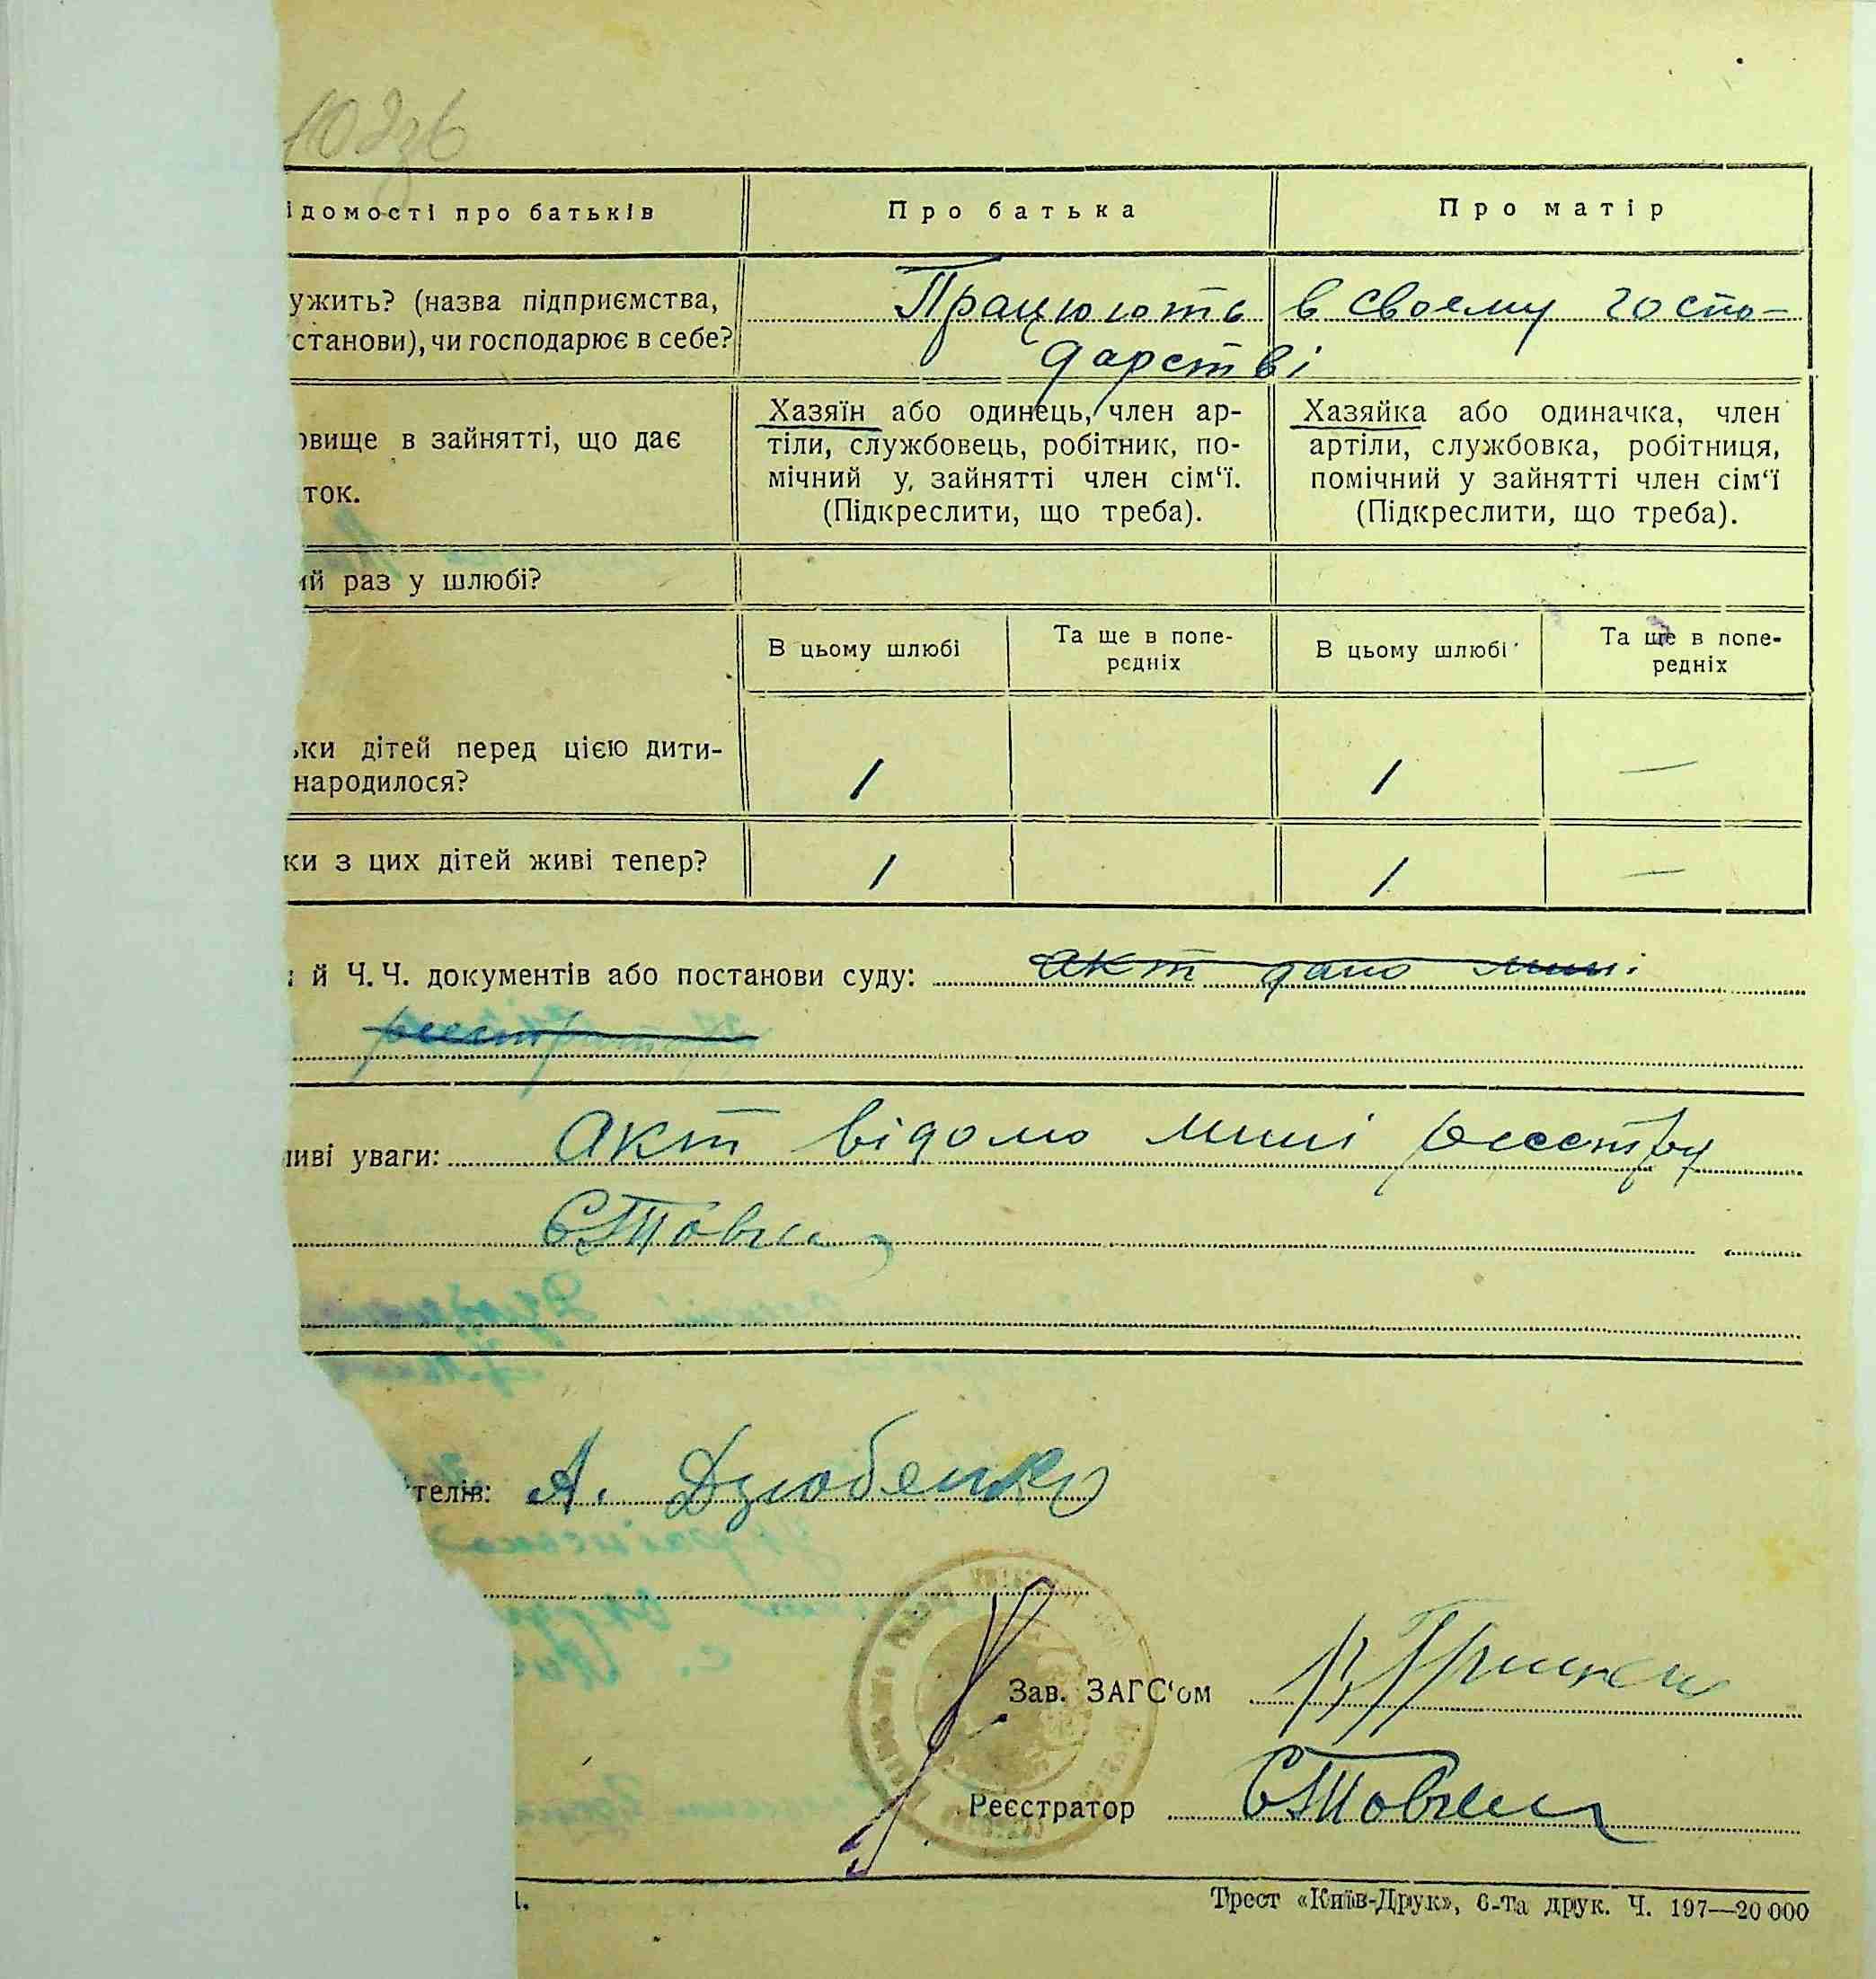 ідомості про батьків
Про батька
Про матір
ужить? (назва підприємства,
станови), чи господарює в себе?
Працюють в своєму госпо-
дарстві
овище в зайнятті, що дає
ток.
Хазяїн або одинець, член ар-
тіли, службовець, робітник, по-
мічний у зайнятті член сім‘ї.
(Підкреслити, що треба).
Хазяйка або одиначка, член
артіли, службовка, робітниця,
помічний у зайнятті член сім‘ї
(Підкреслити, що треба).
ий раз у шлюбі?
В цьому шлюбі
Та ще в попе-
редніх
В цьому шлюбі
Та ще в попе-
редніх
ьки дітей перед цією дити-
народилося?
1
1
—
ки з цих дітей живі тепер?
1
1
—
й Ч. Ч. документів або постанови суду: акт дано мині
ливі уваги: Акт відомо мині реєстру
телів: А. Дзюбенко
Зав. ЗАГС‘ом
Реєстратор
Трест «Київ-Друк», 6-та друк. Ч. 197—20 000